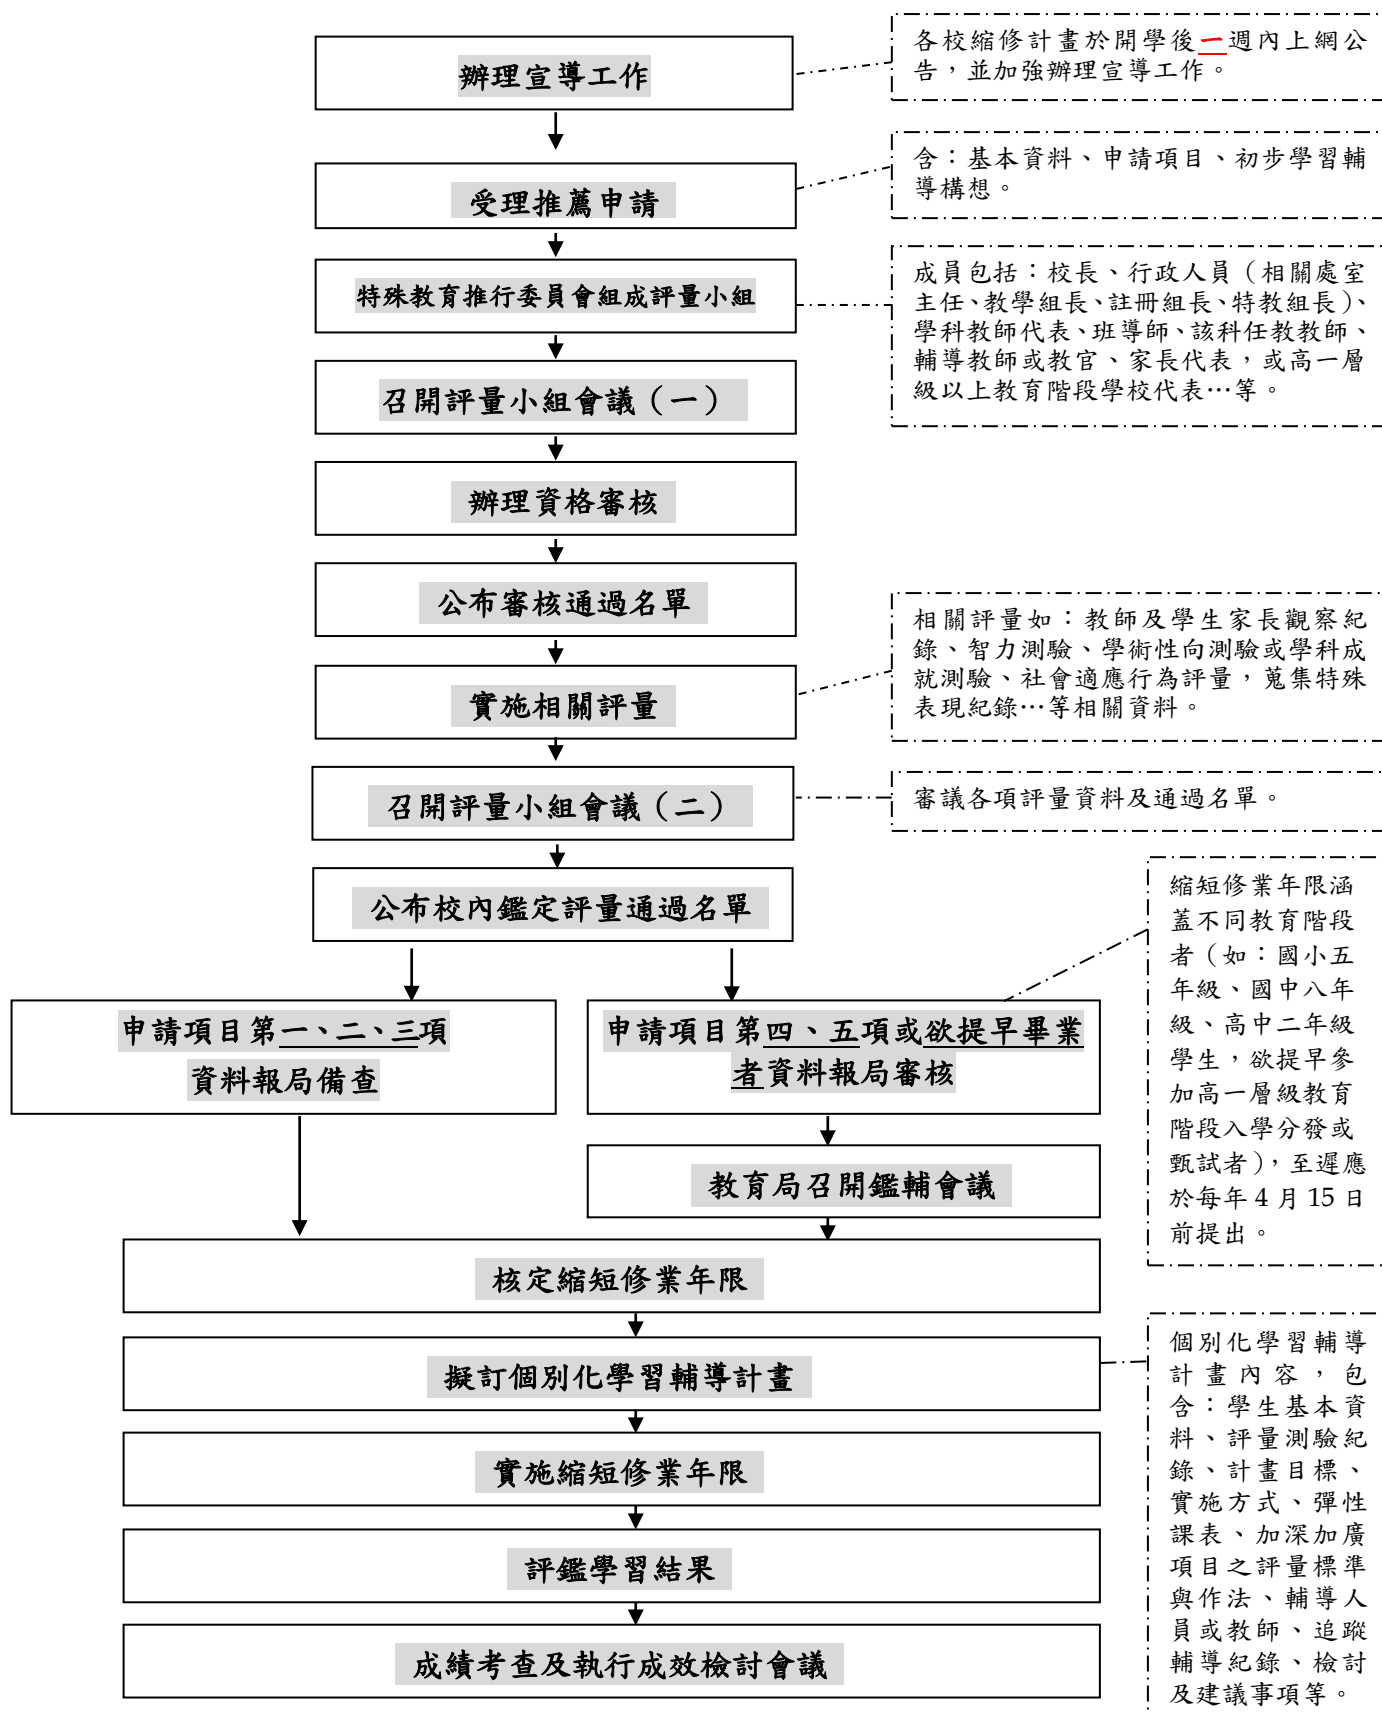 辦理宣導工作
各校縮修計畫於開學後一週內上網公
告，並加強辦理宣導工作。
受理推薦申請
含：基本資料、申請項目、初步學習輔
導構想。
特殊教育推行委員會組成評量小組
成員包括：校長、行政人員（相關處室
主任、教學組長、註冊組長、特教組長）、
學科教師代表、班導師、該科任教教師、
輔導教師或教官、家長代表，或高一層
級以上教育階段學校代表…等。
召開評量小組會議（一）
辦理資格審核
公布審核通過名單
實施相關評量
相關評量如：教師及學生家長觀察紀
錄、智力測驗、學術性向測驗或學科成
就測驗、社會適應行為評量，蒐集特殊
表現紀錄…等相關資料。
召開評量小組會議（二）
審議各項評量資料及通過名單。
公布校內鑑定評量通過名單
申請項目第一、二、三項
資料報局備查
申請項目第四、五項或欲提早畢業
者資料報局審核
縮短修業年限涵
蓋不同教育階段
者（如：國小五
年級、國中八年
級、高中二年級
學生，欲提早參
加高一層級教育
階段入學分發或
甄試者），至遲應
於每年 4 月 15 日
前提出。
教育局召開鑑輔會議
核定縮短修業年限
擬訂個別化學習輔導計畫
個別化學習輔導
計畫內容，包
含：學生基本資
料、評量測驗紀
錄、計畫目標、
實施方式、彈性
課表、加深加廣
項目之評量標準
與作法、輔導人
員或教師、追蹤
輔導紀錄、檢討
及建議事項等。
實施縮短修業年限
評鑑學習結果
成績考查及執行成效檢討會議